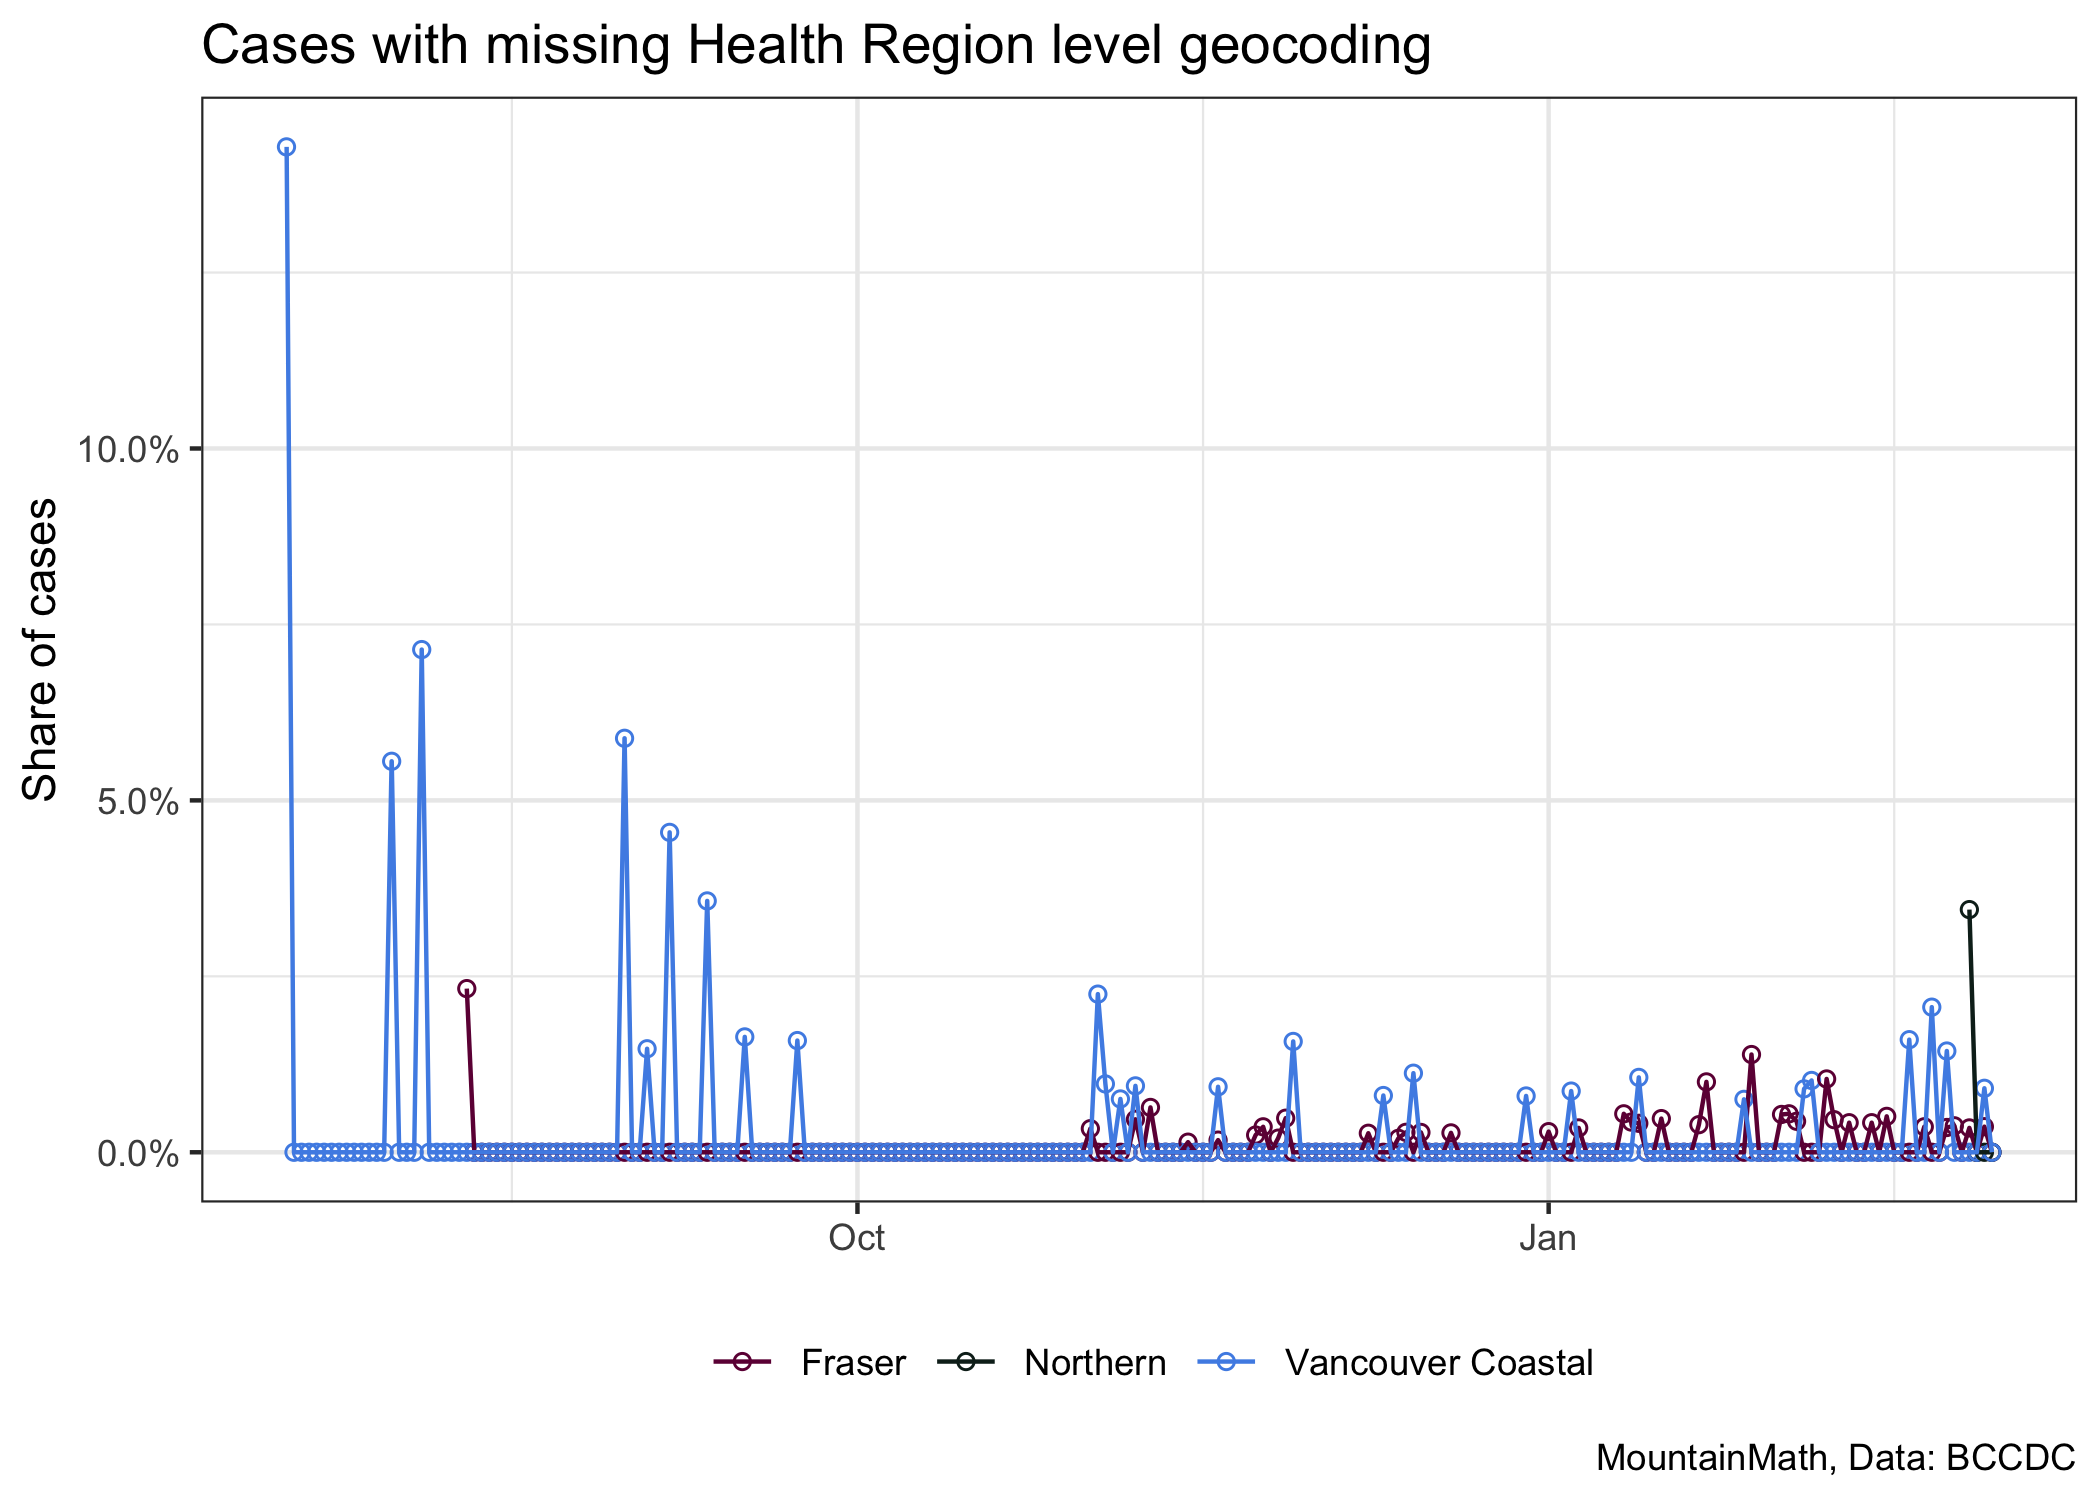 Cases with missing Health Region level geocoding
Share of cases
10.0%
5.0%
0.0%
Oct
Jan
Fraser
Northern
Vancouver Coastal
MountainMath, Data: BCCDC